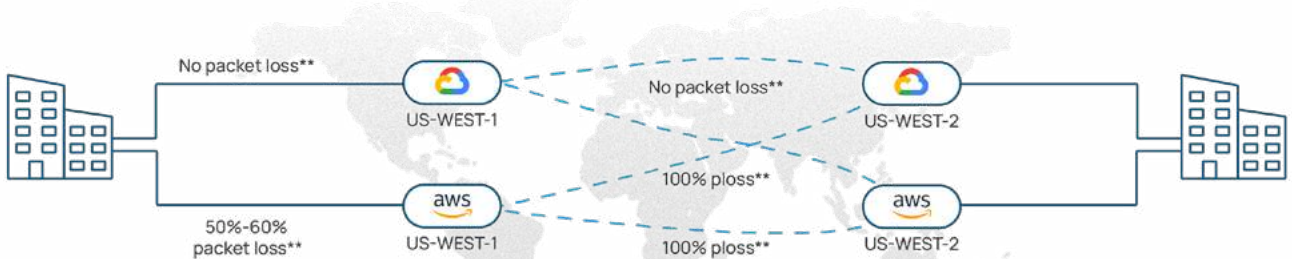 No packet loss**
No packet loss**
US-WEST-1
US-WEST-2
100% ploss**
aws
aws
50%-60%
packet loss**
US-WEST-1
100% ploss**
US-WEST-2